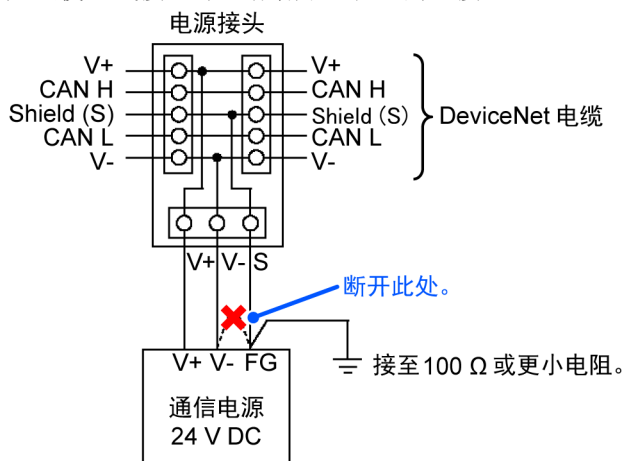 电源接头
V+ V+
CAN H CAN H
Shield (S) Shield (S)
CAN L CAN L
V- V-
DeviceNet 电缆
V+ V- S
断开此处。
V+ V- FG
接至100 Ω 或更小电阻。
通信电源
24 V DC